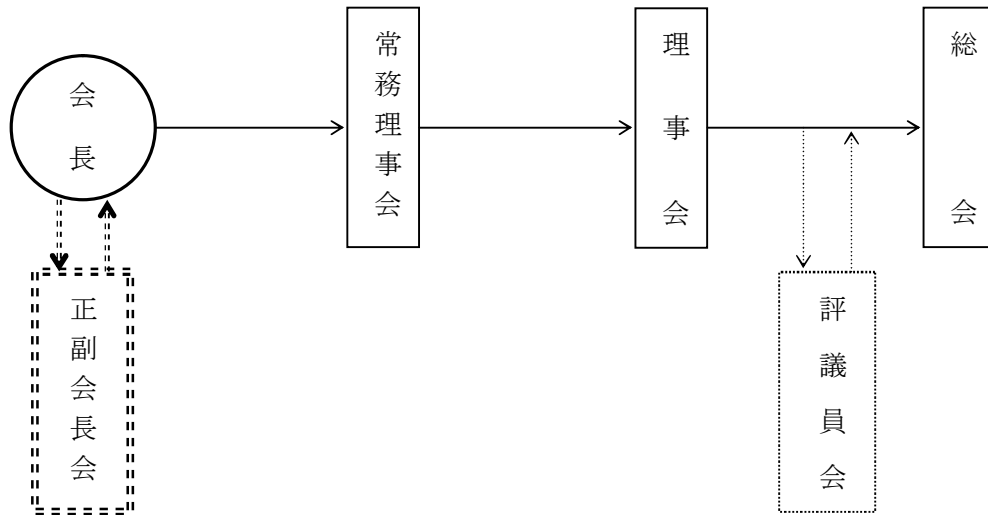 会長
常務理事会
理事会
総会
正副会長会
評議員会